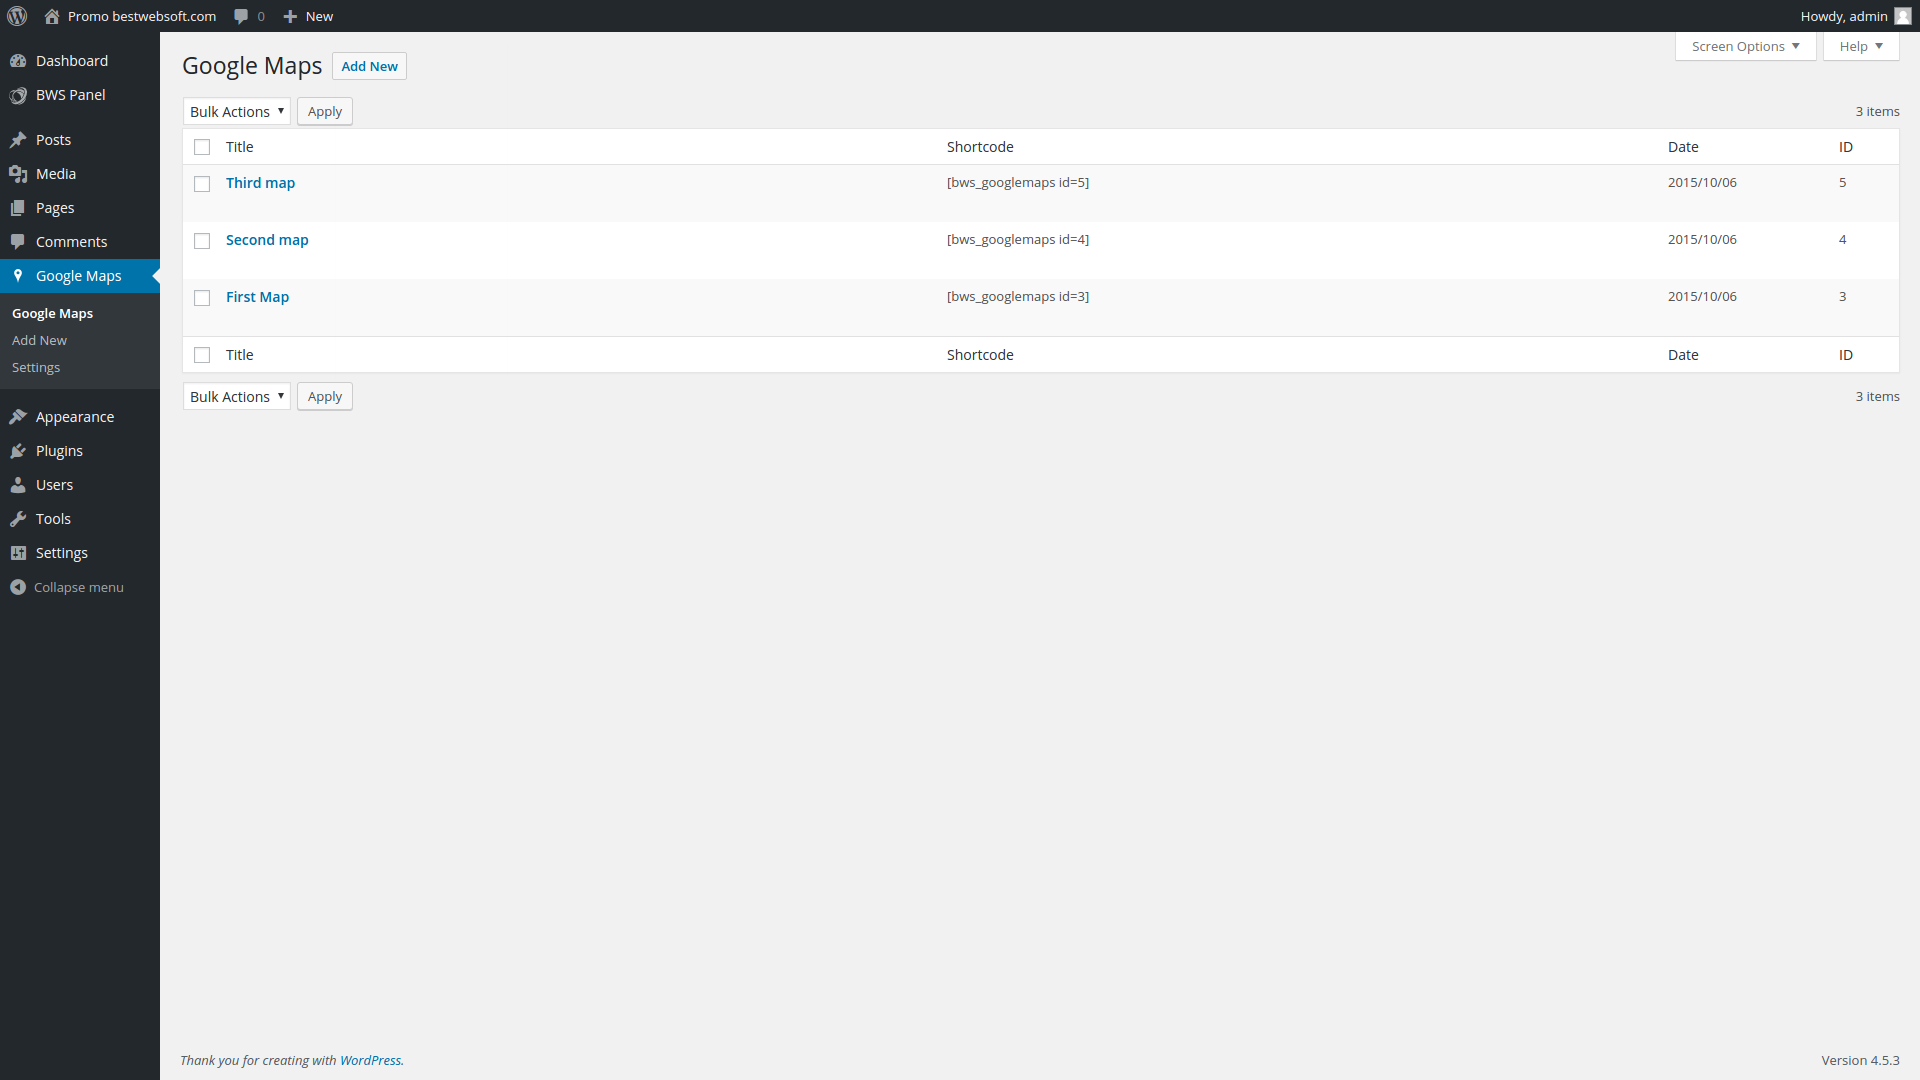 Promo bestwebsoft.com 0 New Howdy, admin
Dashboard
BWS Panel
Posts
Media
Pages
Comments
Google Maps
Google Maps
Add New
Settings
Appearance
Plugins
Users
Tools
Settings
Collapse menu
Screen Options Help
Google Maps Add New
Bulk Actions Apply 3 items
Title Shortcode Date ID
Third map [bws_googlemaps id=5] 2015/10/06 5
Second map [bws_googlemaps id=4] 2015/10/06 4
First Map [bws_googlemaps id=3] 2015/10/06 3
Title Shortcode Date ID
Bulk Actions Apply 3 items
Thank you for creating with WordPress. Version 4.5.3